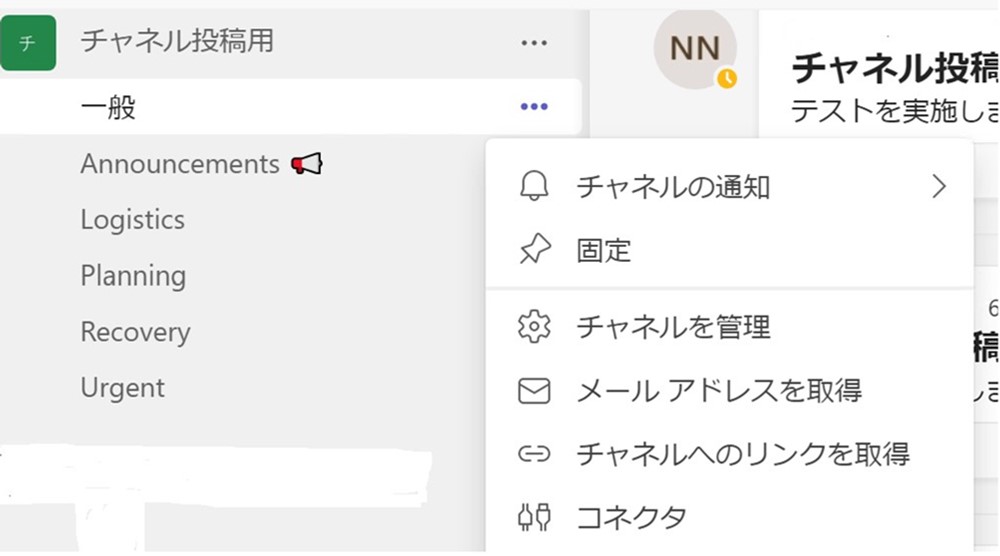 チ チャネル投稿用
一般
Announcements
Logistics
Planning
Recovery
Urgent
NN
チャネル投稿
テストを実施しま
チャネルの通知
固定
チャネルを管理
メール アドレスを取得
チャネルへのリンクを取得
コネクタ
6
稿
しま